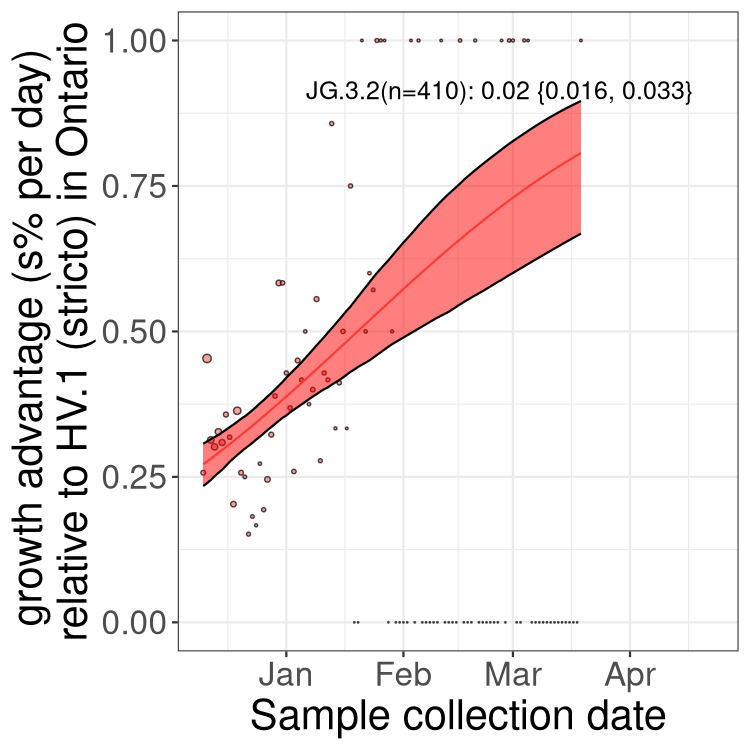 growth advantage (s% per day)
relative to HV.1 (stricto) in Ontario
1.00
0.75
0.50
0.25
0.00
JG.3.2(n=410): 0.02 {0.016, 0.033}
Jan Feb Mar Apr
Sample collection date